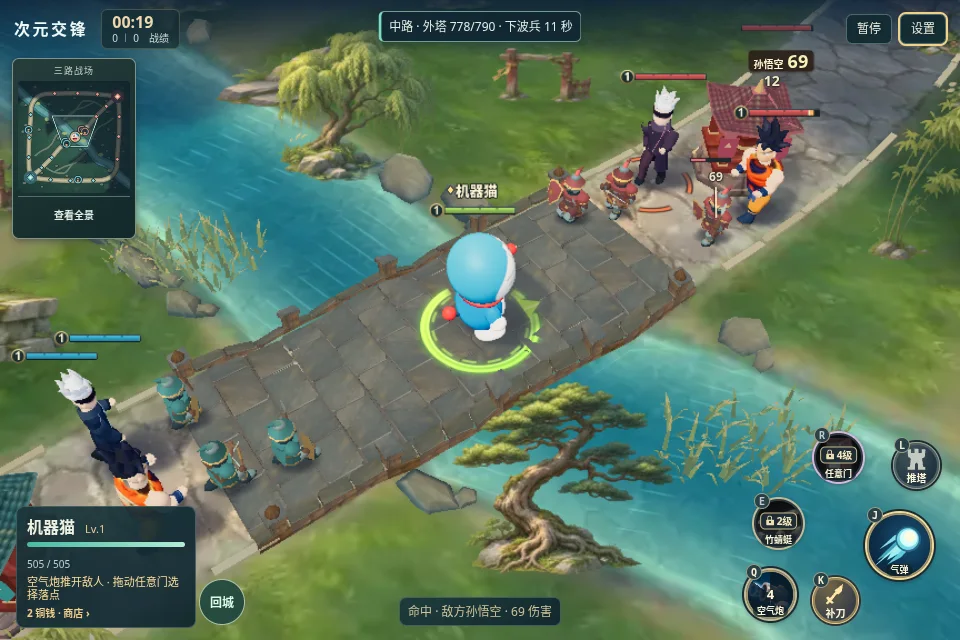 次元交锋
00:19
0 | 0 战绩
中路 · 外塔 778/790 · 下波兵 11 秒
暂停
设置
三路战场
查看全景
孙悟空 69
12
1
1
69
机器猫
1
1
1
机器猫 Lv.1
505 / 505
空气炮推开敌人 · 拖动任意门选
择落点
2 铜钱 · 商店 ›
回城
命中 · 敌方孙悟空 · 69 伤害
R
4级
任意门
L
推塔
E
2级
竹蜻蜓
J
气弹
Q
4
空气炮
K
补刀